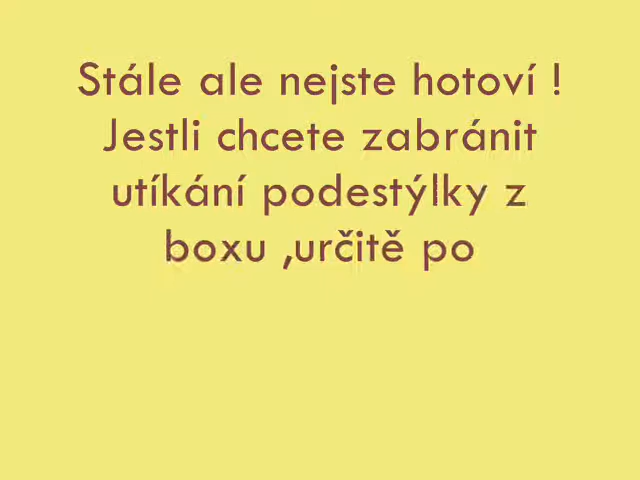 Stále ale nejste hotoví !
Jestli chcete zabránit
utíkání podestýlky z
boxu ,určitě po